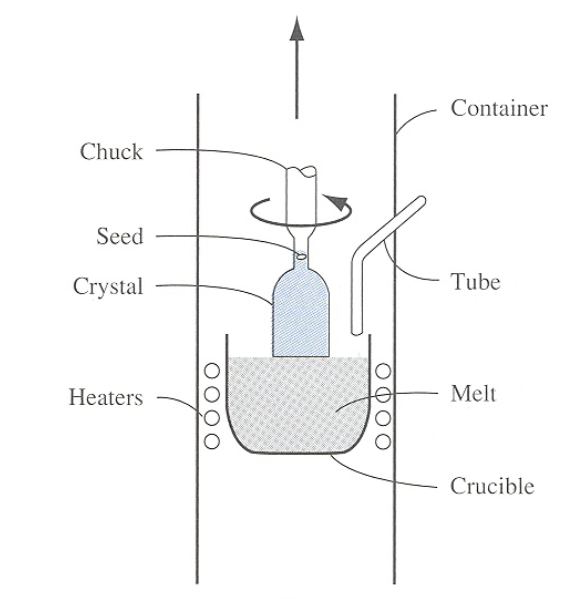 Container
Chuck
Seed
Crystal
Tube
Heaters
Melt
Crucible